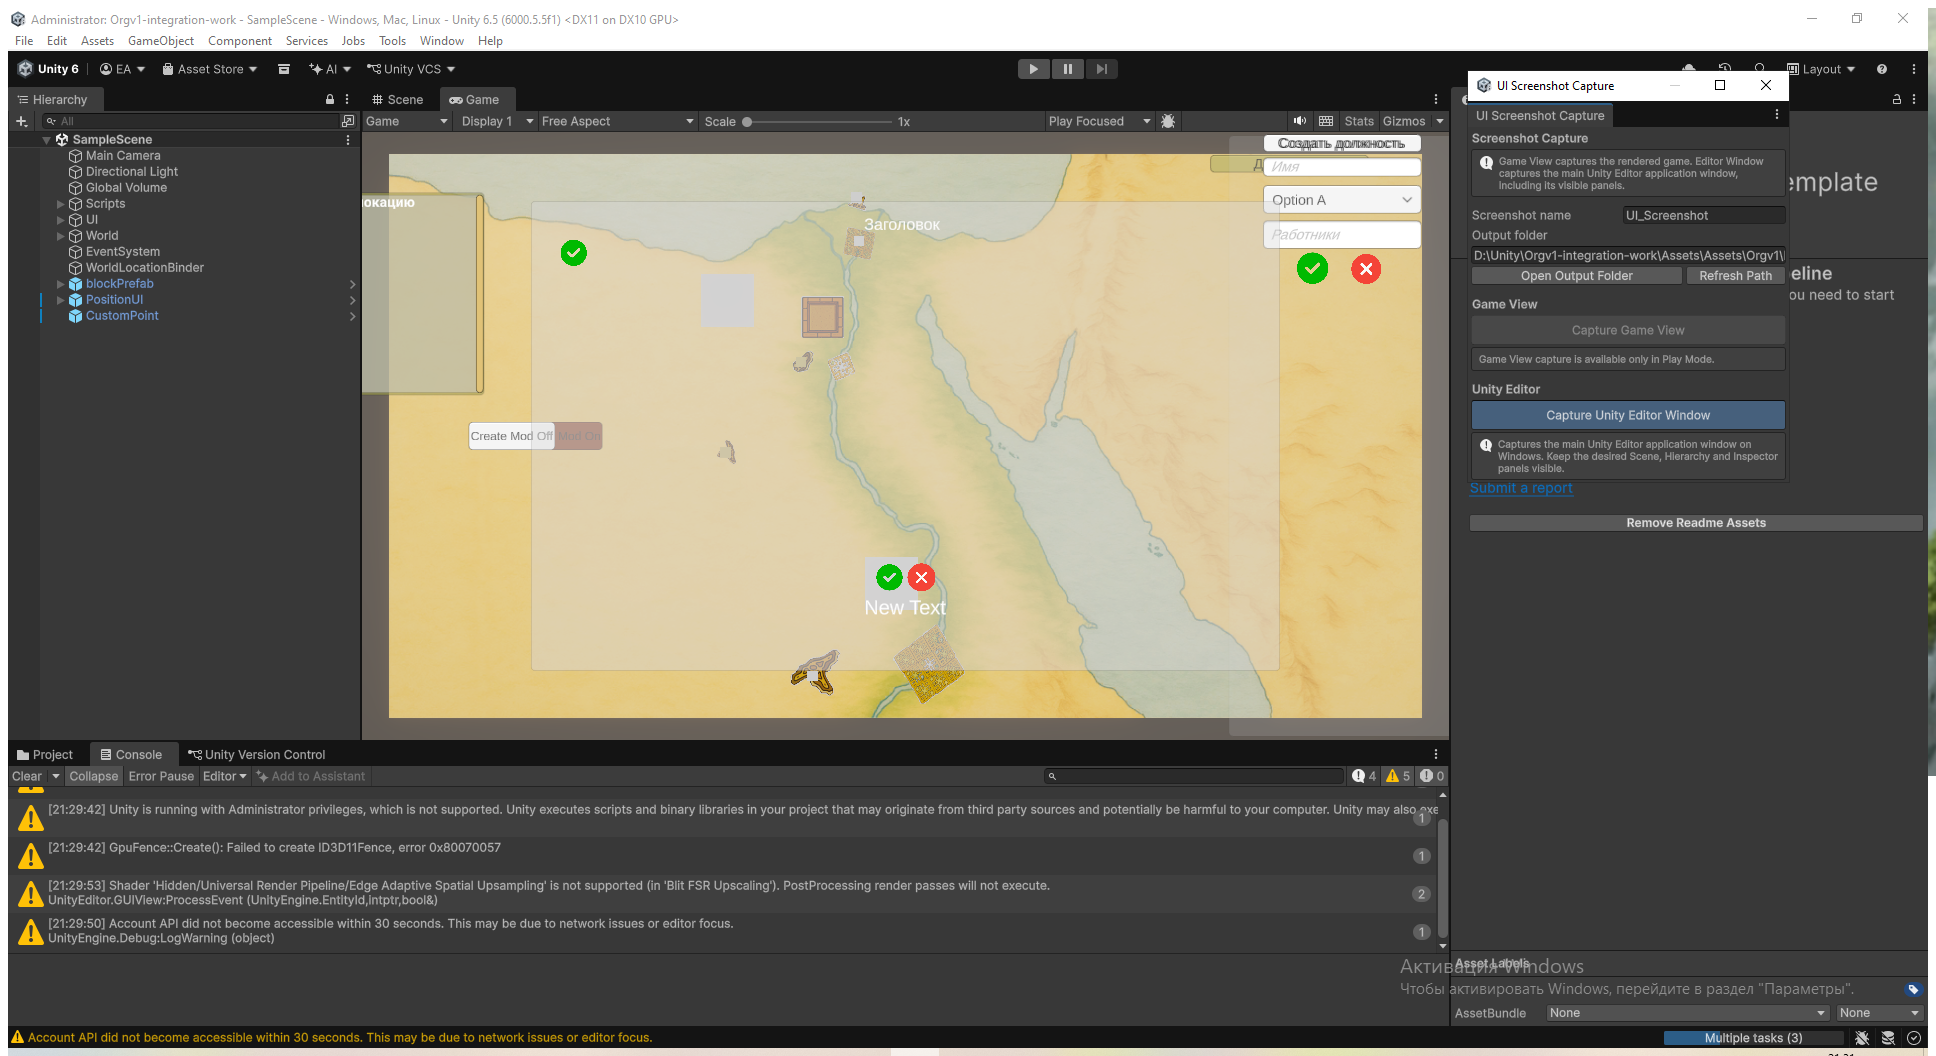 Administrator: Orgv1-integration-work - SampleScene - Windows, Mac, Linux - Unity 6.5 (6000.5.5f1) <DX11 on DX10 GPU>
File Edit Assets GameObject Component Services Jobs Tools Window Help
Unity 6 EA Asset Store AI Unity VCS Layout
Hierarchy
All
SampleScene
Main Camera
Directional Light
Global Volume
Scripts
UI
World
EventSystem
WorldLocationBinder
blockPrefab
PositionUI
CustomPoint
Scene Game
Game Display 1 Free Aspect Scale 1x Play Focused Stats Gizmos
Создать должность
Имя
Option A
Работники
локацию
Заголовок
Create Mod Off Mod On
New Text
UI Screenshot Capture
UI Screenshot Capture
Screenshot Capture
Game View captures the rendered game. Editor Window
captures the main Unity Editor application window,
including its visible panels.
Screenshot name UI_Screenshot
Output folder
D:\Unity\Orgv1-integration-work\Assets\Assets\Orgv1\
Open Output Folder Refresh Path
Game View
Capture Game View
Game View capture is available only in Play Mode.
Unity Editor
Capture Unity Editor Window
Captures the main Unity Editor application window on
Windows. Keep the desired Scene, Hierarchy and Inspector
panels visible.
emplate
eline
ou need to start
Submit a report
Remove Readme Assets
Project Console Unity Version Control
Clear Collapse Error Pause Editor Add to Assistant 4 5 0
[21:29:42] Unity is running with Administrator privileges, which is not supported. Unity executes scripts and binary libraries in your project that may originate from third party sources and potentially be harmful to your computer. Unity may also exe
1
[21:29:42] GpuFence::Create(): Failed to create ID3D11Fence, error 0x80070057
1
[21:29:53] Shader 'Hidden/Universal Render Pipeline/Edge Adaptive Spatial Upsampling' is not supported (in 'Blit FSR Upscaling'). PostProcessing render passes will not execute.
UnityEditor.GUIView:ProcessEvent (UnityEngine.EntityId,intptr,bool&)
2
[21:29:50] Account API did not become accessible within 30 seconds. This may be due to network issues or editor focus.
UnityEngine.Debug:LogWarning (object)
1
Asset Labels
Активация Windows
Чтобы активировать Windows, перейдите в раздел "Параметры".
AssetBundle None None
Account API did not become accessible within 30 seconds. This may be due to network issues or editor focus.
Multiple tasks (3)